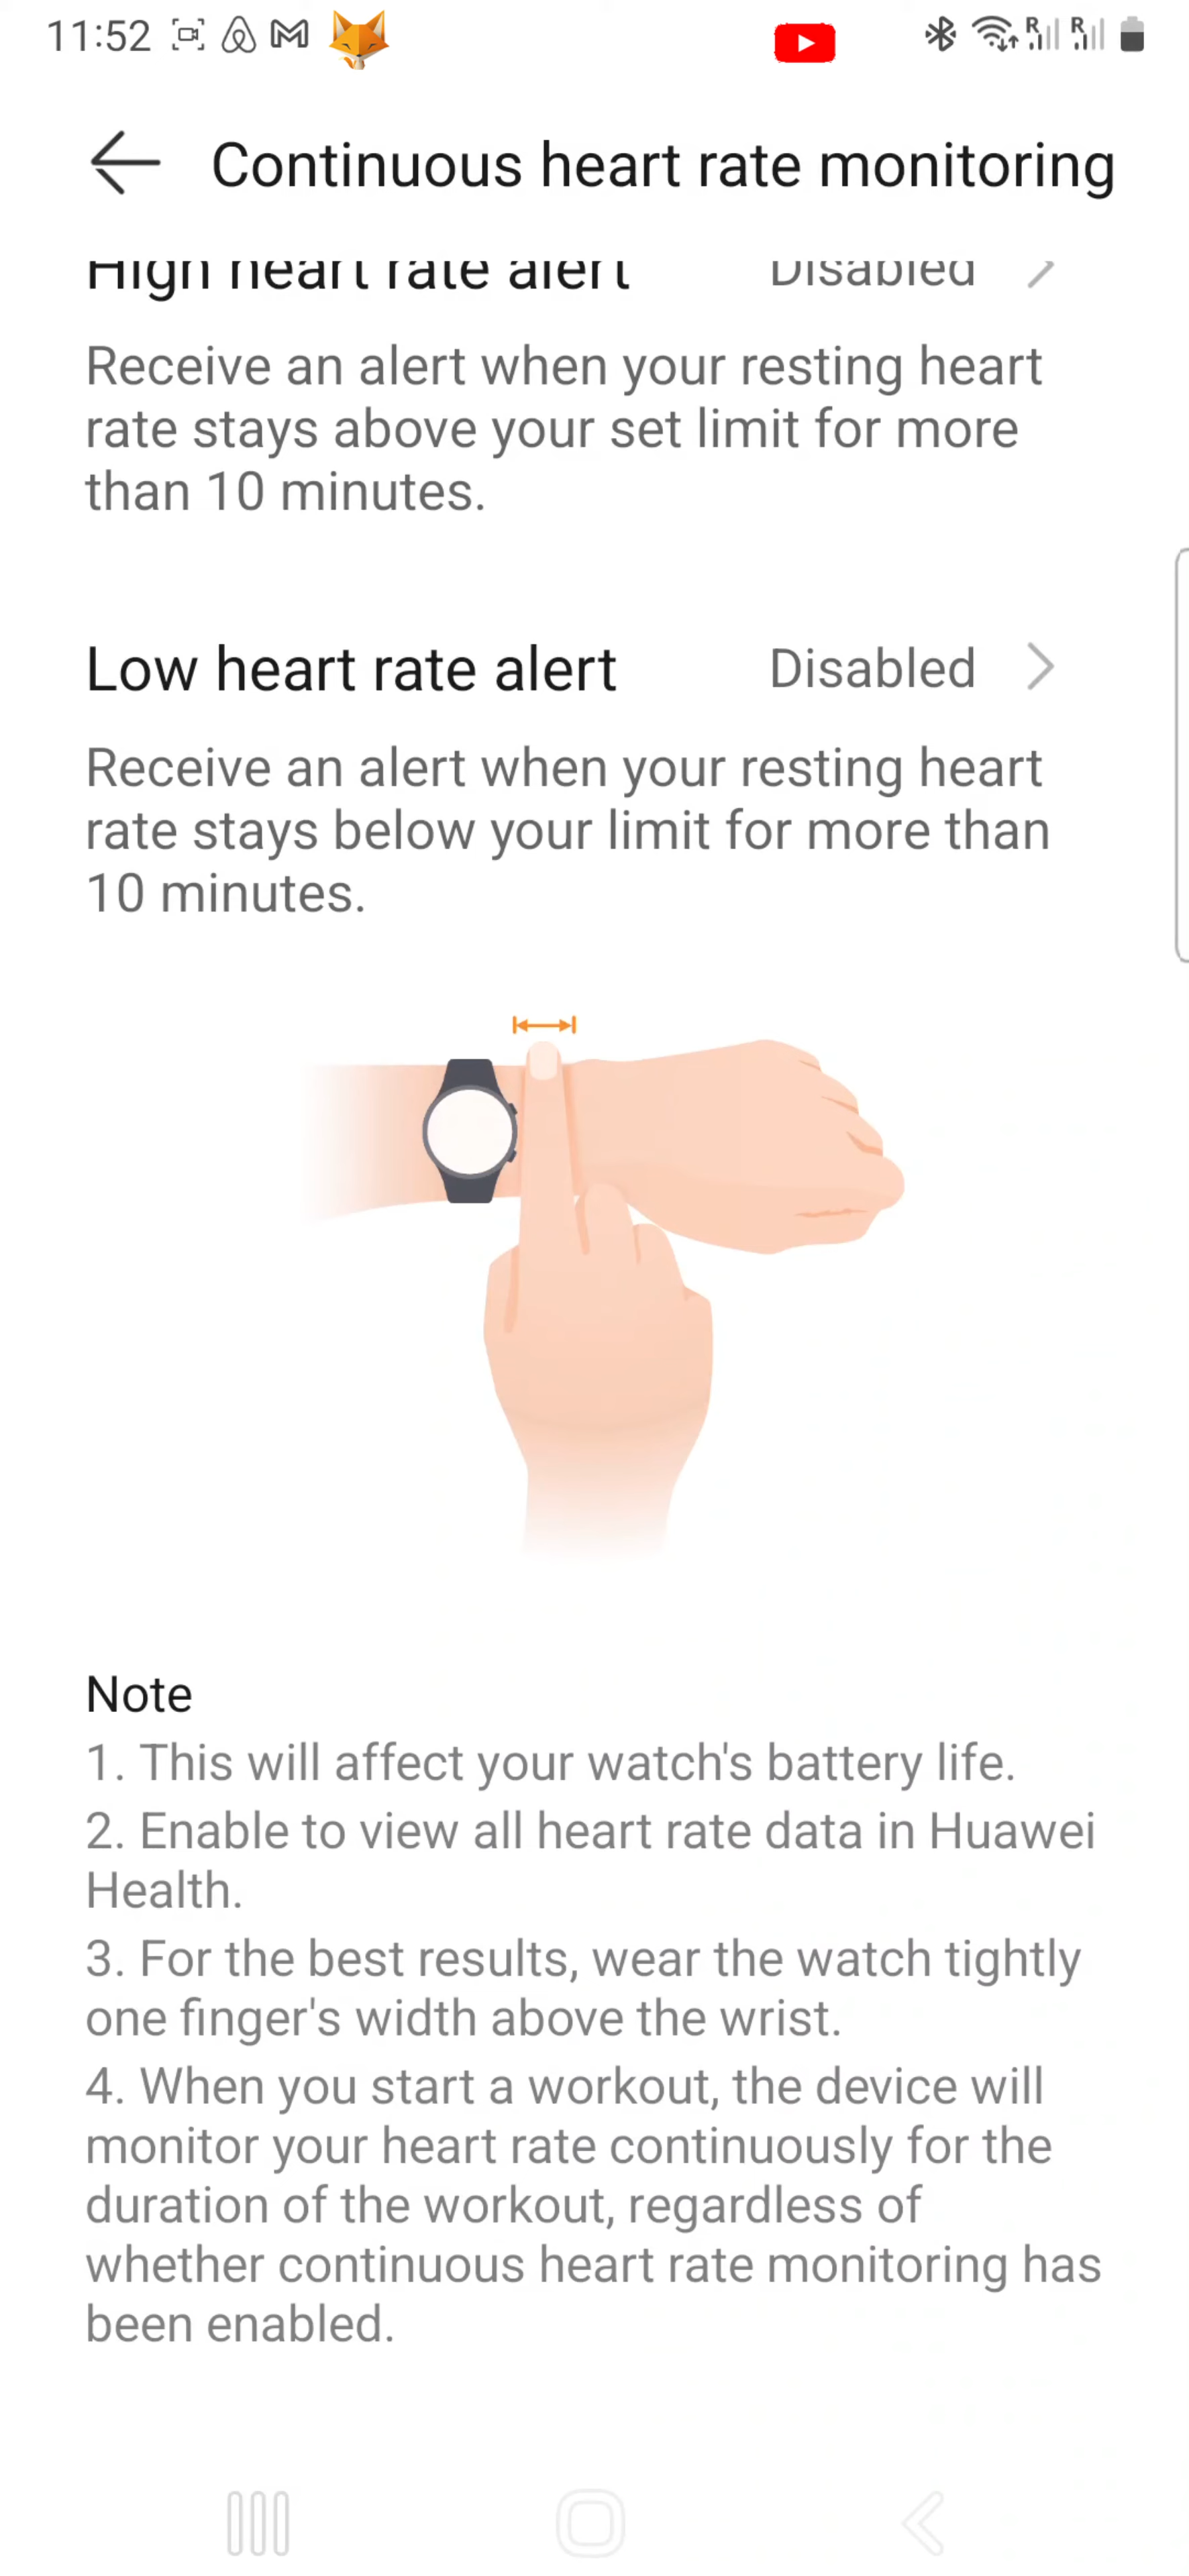 11:52
Continuous heart rate monitoring
High heart rate alert Disabled
Receive an alert when your resting heart
rate stays above your set limit for more
than 10 minutes.
Low heart rate alert Disabled
Receive an alert when your resting heart
rate stays below your limit for more than
10 minutes.
Note
1. This will affect your watch's battery life.
2. Enable to view all heart rate data in Huawei
Health.
3. For the best results, wear the watch tightly
one finger's width above the wrist.
4. When you start a workout, the device will
monitor your heart rate continuously for the
duration of the workout, regardless of
whether continuous heart rate monitoring has
been enabled.